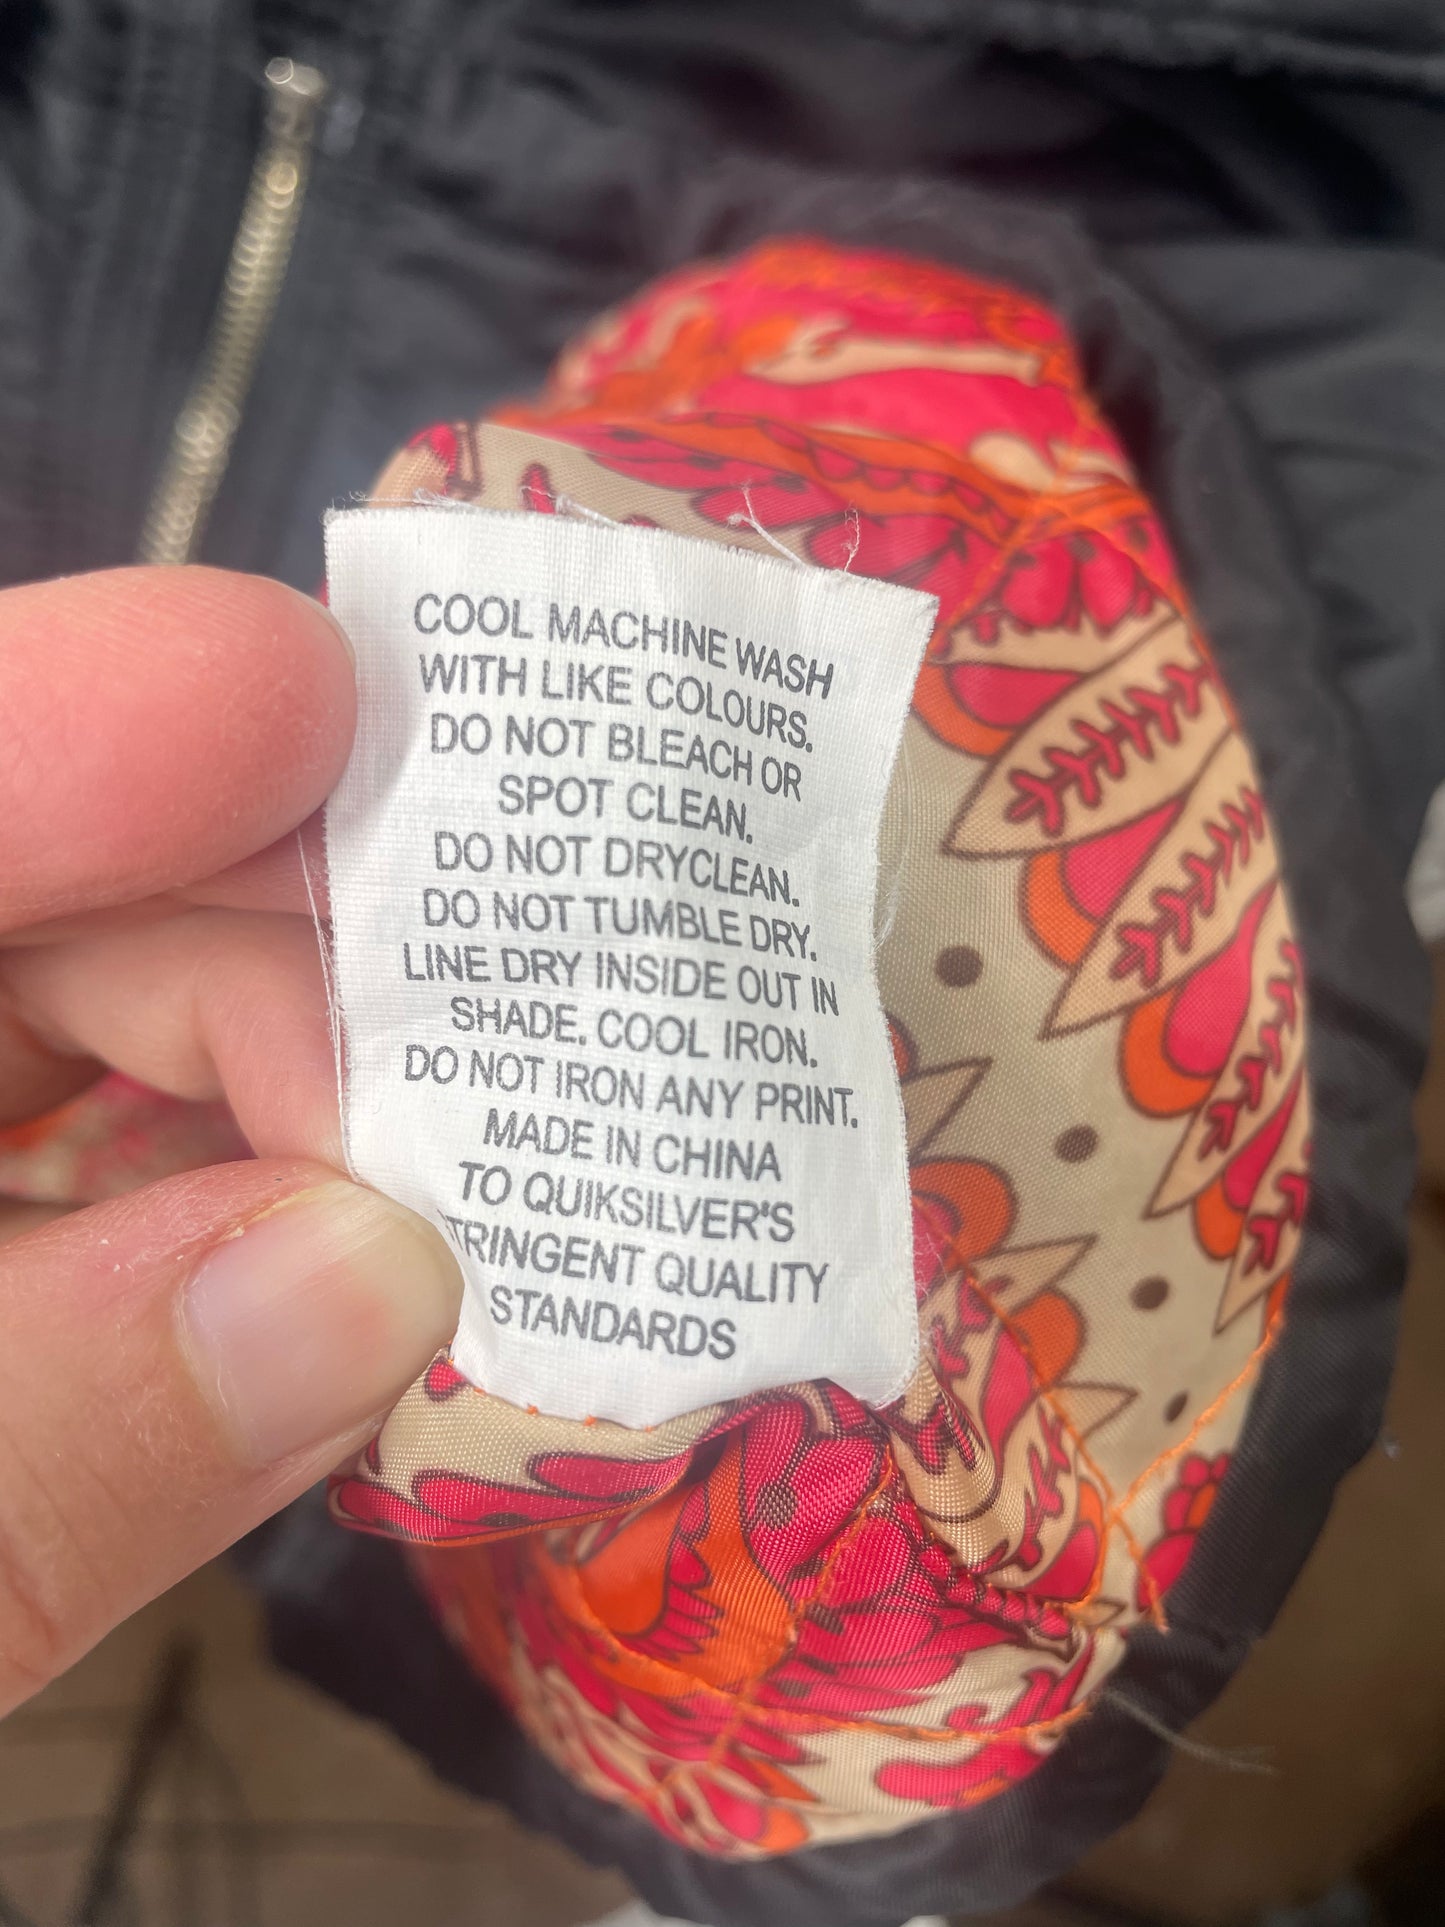 COOL MACHINE WASH
WITH LIKE COLOURS.
DO NOT BLEACH OR
SPOT CLEAN.
DO NOT DRYCLEAN.
DO NOT TUMBLE DRY.
LINE DRY INSIDE OUT IN
SHADE. COOL IRON.
DO NOT IRON ANY PRINT.
MADE IN CHINA
TO QUIKSILVER'S
STRINGENT QUALITY
STANDARDS